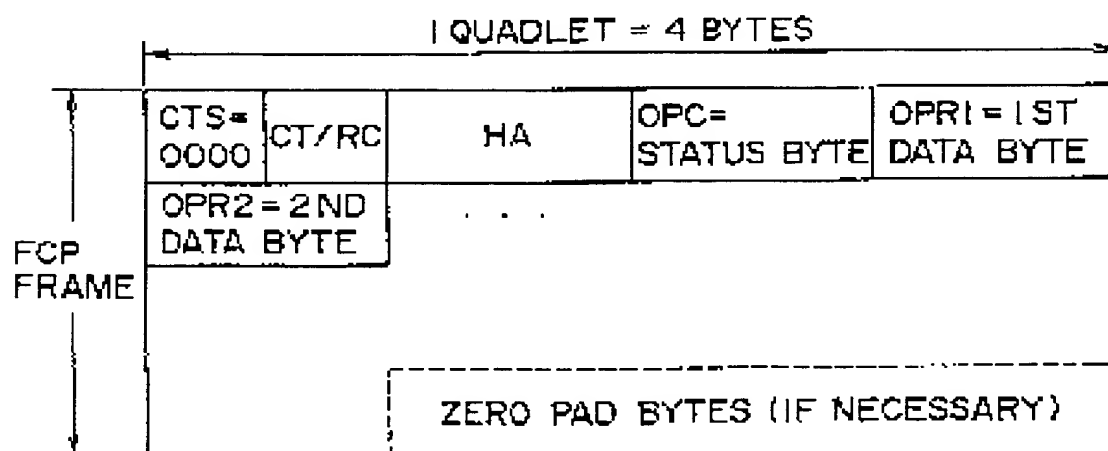 1 QUADLET = 4 BYTES
CTS=
0000
CT/RC
HA
OPC=
STATUS BYTE
OPR1 = 1ST
DATA BYTE
OPR2 = 2ND
DATA BYTE
. . .
FCP
FRAME
ZERO PAD BYTES (IF NECESSARY)